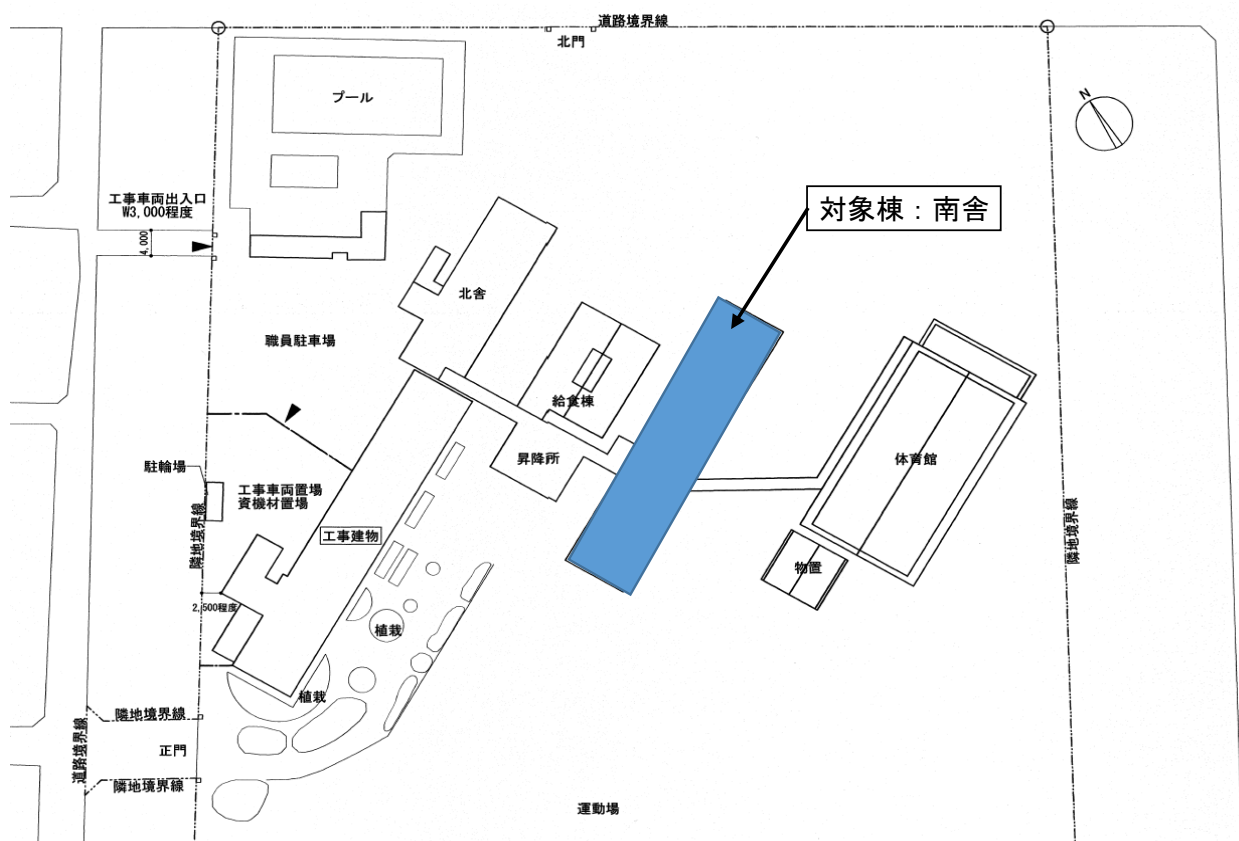 道路境界線
北門
プール
N
工事車両出入口
W3,000程度
4,000
対象棟：南舎
北舎
職員駐車場
給食棟
昇降所
体育館
駐輪場
工事車両置場
資機材置場
隣地境界線
工事建物
隣地境界線
物置
2,500程度
植栽
植栽
隣地境界線
正門
道路境界線
隣地境界線
運動場